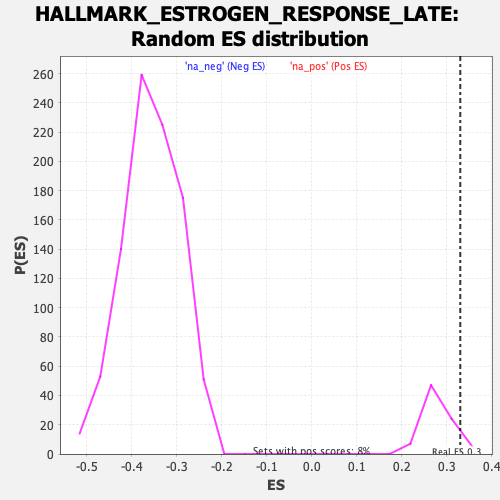 HALLMARK_ESTROGEN_RESPONSE_LATE:
Random ES distribution
'na_neg' (Neg ES) 'na_pos' (Pos ES)
260
240
220
200
180
160
140
120
100
80
60
40
20
0
P(ES)
Sets with pos scores: 8%
Real ES 0.3
-0.5 -0.4 -0.3 -0.2 -0.1 0.0 0.1 0.2 0.3 0.4
ES